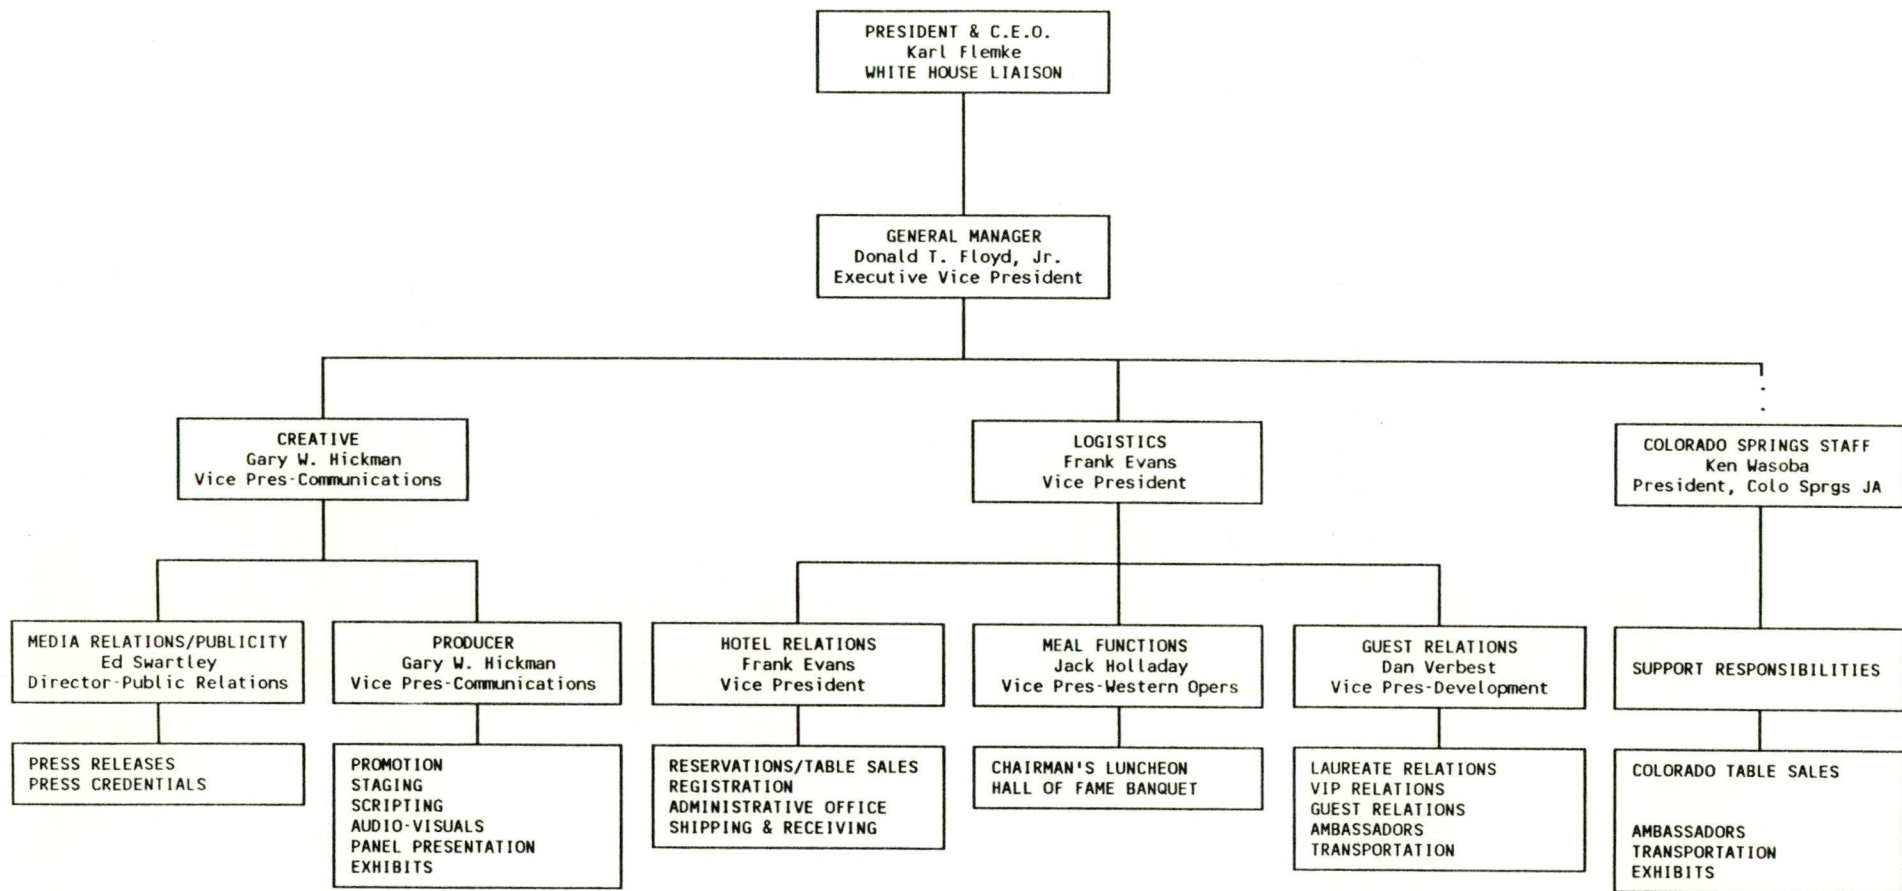 PRESIDENT & C.E.O.
Karl Flemke
WHITE HOUSE LIAISON
GENERAL MANAGER
Donald T. Floyd, Jr.
Executive Vice President
CREATIVE
Gary W. Hickman
Vice Pres-Communications
LOGISTICS
Frank Evans
Vice President
COLORADO SPRINGS STAFF
Ken Wasoba
President, Colo Sprgs JA
MEDIA RELATIONS/PUBLICITY
Ed Swartley
Director-Public Relations
PRODUCER
Gary W. Hickman
Vice Pres-Communications
HOTEL RELATIONS
Frank Evans
Vice President
MEAL FUNCTIONS
Jack Holladay
Vice Pres-Western Opers
GUEST RELATIONS
Dan Verbest
Vice Pres-Development
SUPPORT RESPONSIBILITIES
PRESS RELEASES
PRESS CREDENTIALS
PROMOTION
STAGING
SCRIPTING
AUDIO-VISUALS
PANEL PRESENTATION
EXHIBITS
RESERVATIONS/TABLE SALES
REGISTRATION
ADMINISTRATIVE OFFICE
SHIPPING & RECEIVING
CHAIRMAN'S LUNCHEON
HALL OF FAME BANQUET
LAUREATE RELATIONS
VIP RELATIONS
GUEST RELATIONS
AMBASSADORS
TRANSPORTATION
COLORADO TABLE SALES
AMBASSADORS
TRANSPORTATION
EXHIBITS